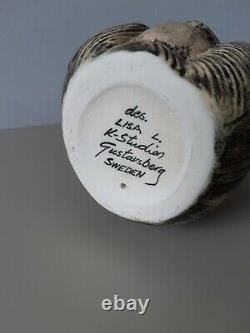 des.
LISA L.
K-Studion
Gustavsberg
SWEDEN
ebay